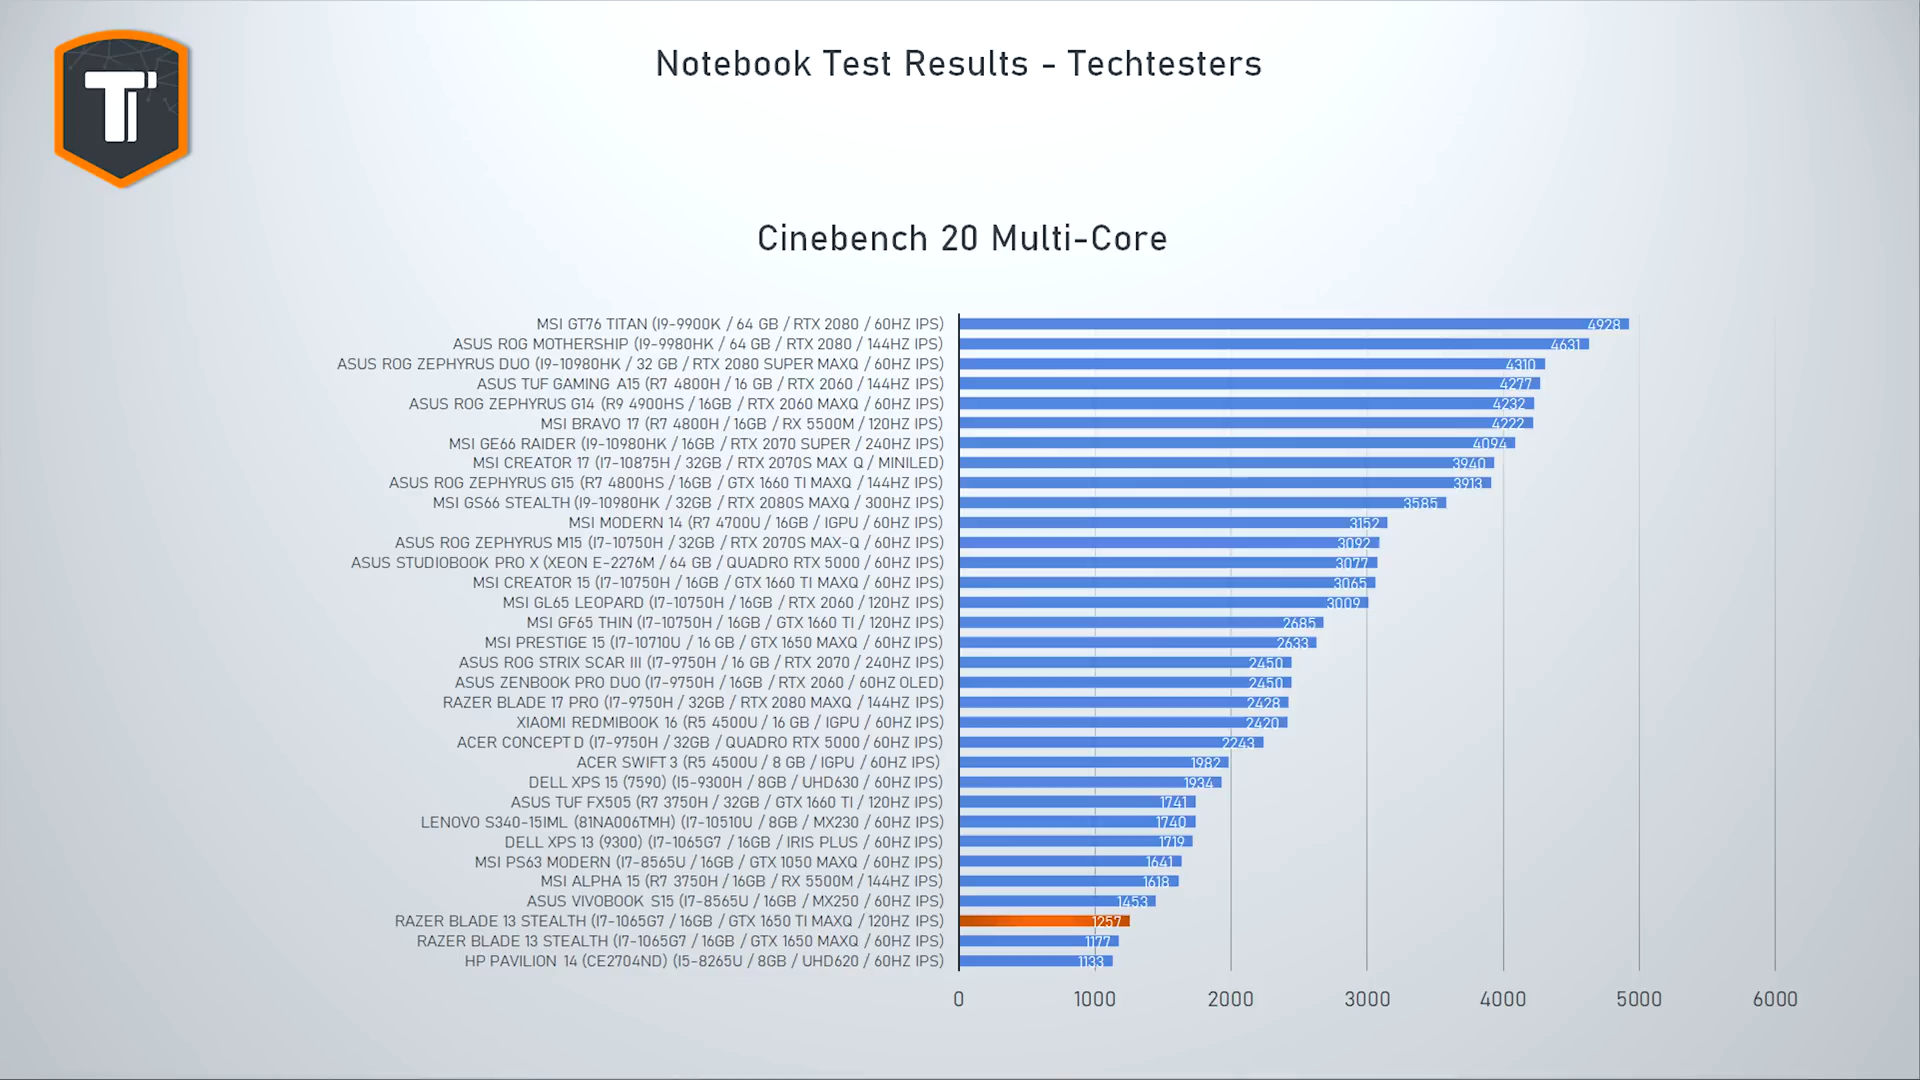 T
Notebook Test Results - Techtesters
Cinebench 20 Multi-Core
MSI GT76 TITAN (I9-9900K / 64 GB / RTX 2080 / 60HZ IPS) 4928
ASUS ROG MOTHERSHIP (I9-9980HK / 64 GB / RTX 2080 / 144HZ IPS) 4631
ASUS ROG ZEPHYRUS DUO (I9-10980HK / 32 GB / RTX 2080 SUPER MAXQ / 60HZ IPS) 4310
ASUS TUF GAMING A15 (R7 4800H / 16 GB / RTX 2060 / 144HZ IPS) 4277
ASUS ROG ZEPHYRUS G14 (R9 4900HS / 16GB / RTX 2060 MAXQ / 60HZ IPS) 4232
MSI BRAVO 17 (R7 4800H / 16GB / RX 5500M / 120HZ IPS) 4222
MSI GE66 RAIDER (I9-10980HK / 16GB / RTX 2070 SUPER / 240HZ IPS) 4094
MSI CREATOR 17 (I7-10875H / 32GB / RTX 2070S MAX Q / MINILED) 3940
ASUS ROG ZEPHYRUS G15 (R7 4800HS / 16GB / GTX 1660 TI MAXQ / 144HZ IPS) 3913
MSI GS66 STEALTH (I9-10980HK / 32GB / RTX 2080S MAXQ / 300HZ IPS) 3585
MSI MODERN 14 (R7 4700U / 16GB / IGPU / 60HZ IPS) 3152
ASUS ROG ZEPHYRUS M15 (I7-10750H / 32GB / RTX 2070S MAX-Q / 60HZ IPS) 3092
ASUS STUDIOBOOK PRO X (XEON E-2276M / 64 GB / QUADRO RTX 5000 / 60HZ IPS) 3077
MSI CREATOR 15 (I7-10750H / 16GB / GTX 1660 TI MAXQ / 60HZ IPS) 3065
MSI GL65 LEOPARD (I7-10750H / 16GB / RTX 2060 / 120HZ IPS) 3009
MSI GF65 THIN (I7-10750H / 16GB / GTX 1660 TI / 120HZ IPS) 2685
MSI PRESTIGE 15 (I7-10710U / 16 GB / GTX 1650 MAXQ / 60HZ IPS) 2633
ASUS ROG STRIX SCAR III (I7-9750H / 16 GB / RTX 2070 / 240HZ IPS) 2450
ASUS ZENBOOK PRO DUO (I7-9750H / 16GB / RTX 2060 / 60HZ OLED) 2450
RAZER BLADE 17 PRO (I7-9750H / 32GB / RTX 2080 MAXQ / 144HZ IPS) 2428
XIAOMI REDMIBOOK 16 (R5 4500U / 16 GB / IGPU / 60HZ IPS) 2420
ACER CONCEPT D (I7-9750H / 32GB / QUADRO RTX 5000 / 60HZ IPS) 2243
ACER SWIFT 3 (R5 4500U / 8 GB / IGPU / 60HZ IPS) 1982
DELL XPS 15 (7590) (I5-9300H / 8GB / UHD630 / 60HZ IPS) 1934
ASUS TUF FX505 (R7 3750H / 32GB / GTX 1660 TI / 120HZ IPS) 1741
LENOVO S340-15IML (81NA006TMH) (I7-10510U / 8GB / MX230 / 60HZ IPS) 1740
DELL XPS 13 (9300) (I7-1065G7 / 16GB / IRIS PLUS / 60HZ IPS) 1719
MSI PS63 MODERN (I7-8565U / 16GB / GTX 1050 MAXQ / 60HZ IPS) 1641
MSI ALPHA 15 (R7 3750H / 16GB / RX 5500M / 144HZ IPS) 1618
ASUS VIVOBOOK S15 (I7-8565U / 16GB / MX250 / 60HZ IPS) 1453
RAZER BLADE 13 STEALTH (I7-1065G7 / 16GB / GTX 1650 TI MAXQ / 120HZ IPS) 1257
RAZER BLADE 13 STEALTH (I7-1065G7 / 16GB / GTX 1650 MAXQ / 60HZ IPS) 1177
HP PAVILION 14 (CE2704ND) (I5-8265U / 8GB / UHD620 / 60HZ IPS) 1133
0 1000 2000 3000 4000 5000 6000